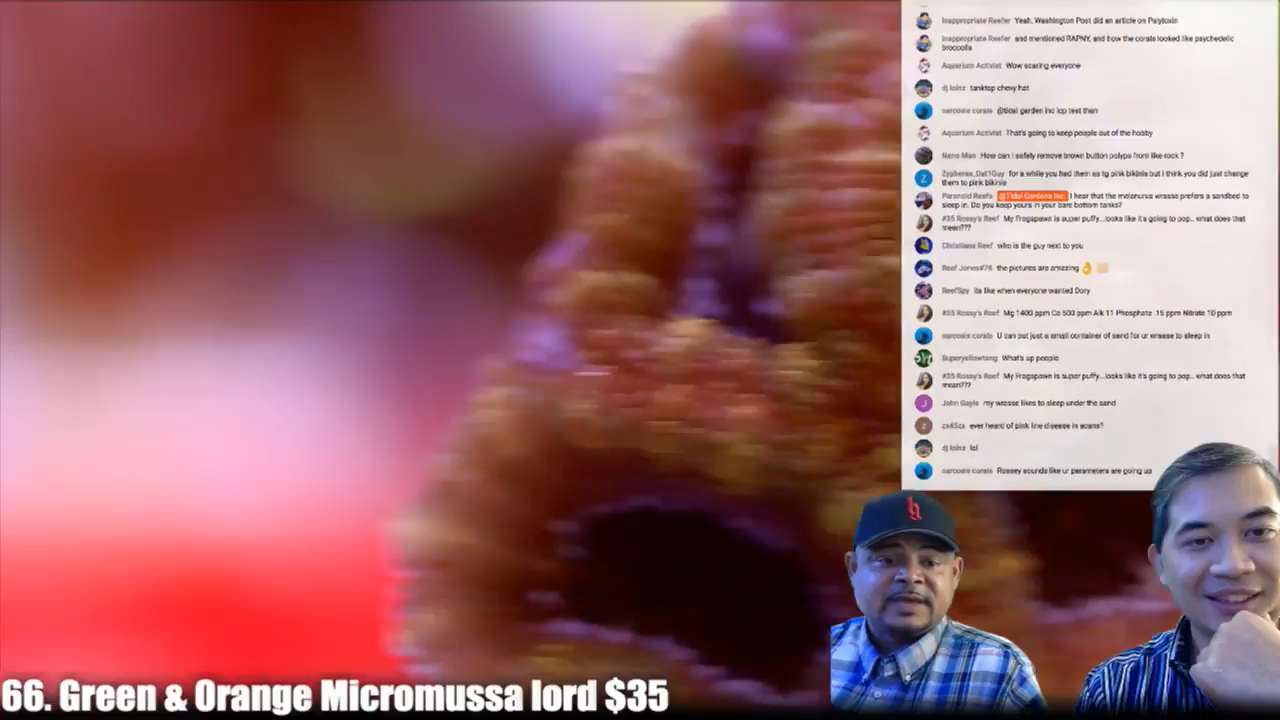 Inappropriate Reefer Yeah. Washington Post did an article on Palytoxin
Inappropriate Reefer and mentioned RAPNY, and how the corals looked like psychedelic
broccolis
Aquarium Activist Wow scaring everyone
dj loinz tanktop chevy hat
sarcosis corals @tidal garden inc icp test then
Aquarium Activist That's going to keep people out of the hobby
Nano Man How can I safely remove brown button polyps from like rock ?
Z
Zypherex_Dat1Guy for a while you had them as tg pink bikinis but i think you did just change
them to pink bikinis
Paranoid Reefs @Tidal Gardens Inc. I hear that the melanurus wrasse prefers a sandbed to
sleep in. Do you keep yours in your bare bottom tanks?
#35 Rossy's Reef My Frogspawn is super puffy...looks like it's going to pop.. what does that
mean???
Christians Reef who is the guy next to you
Reef Jones#76 the pictures are amazing
ReefSpy its like when everyone wanted Dory
#35 Rossy's Reef Mg 1400 ppm Ca 500 ppm Alk 11 Phosphate .15 ppm Nitrate 10 ppm
sarcosis corals U can put just a small container of sand for ur wrasse to sleep in
Superyellowtang What's up people
#35 Rossy's Reef My Frogspawn is super puffy...looks like it's going to pop.. what does that
mean???
J
John Gayle my wrasse likes to sleep under the sand
ever heard of pink line disease in acans?
dj loinz lol
sarcosis corals Rossey sounds like ur parameters are going up
66. Green & Orange Micromussa lord $35